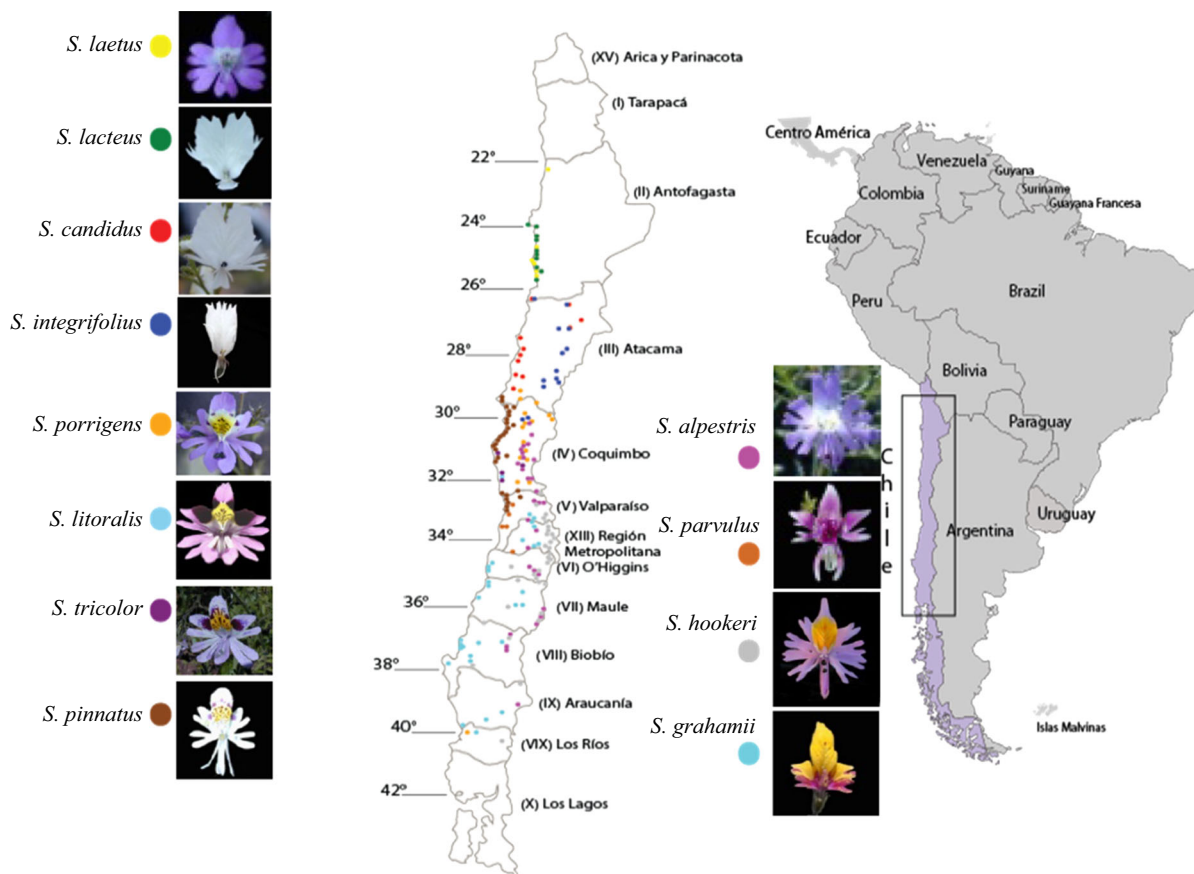 S. laetus
S. lacteus
S. candidus
S. integrifolius
S. porrigens
S. litoralis
S. tricolor
S. pinnatus
22°
24°
26°
28°
30°
32°
34°
36°
38°
40°
42°
(XV) Arica y Parinacota
(I) Tarapacá
(II) Antofagasta
(III) Atacama
(IV) Coquimbo
(V) Valparaíso
(XIII) Región
Metropolitana
(VI) O'Higgins
(VII) Maule
(VIII) Biobío
(IX) Araucanía
(VIX) Los Ríos
(X) Los Lagos
S. alpestris
S. parvulus
S. hookeri
S. grahamii
Centro América
Venezuela
Guyana
Suriname
Guayana Francesa
Colombia
Ecuador
Peru
Brazil
Bolivia
Paraguay
Chile
Uruguay
Argentina
Islas Malvinas